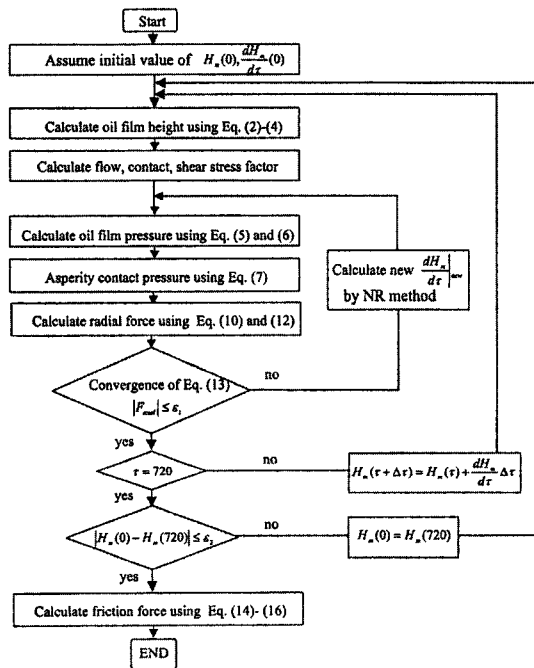 Start
Assume initial value of H_m(0), dH_m/dτ(0)
Calculate oil film height using Eq. (2)-(4)
Calculate flow, contact, shear stress factor
Calculate oil film pressure using Eq. (5) and (6)
Asperity contact pressure using Eq. (7)
Calculate radial force using Eq. (10) and (12)
Calculate new dH_m/dτ|new
by NR method
Convergence of Eq. (13)
no
yes
τ = 720
no
H_m(τ + Δτ) = H_m(τ) + dH_m/dτ Δτ
yes
|H_m(0) − H_m(720)| ≤ ε₂
no
H_m(0) = H_m(720)
yes
Calculate friction force using Eq. (14)- (16)
END